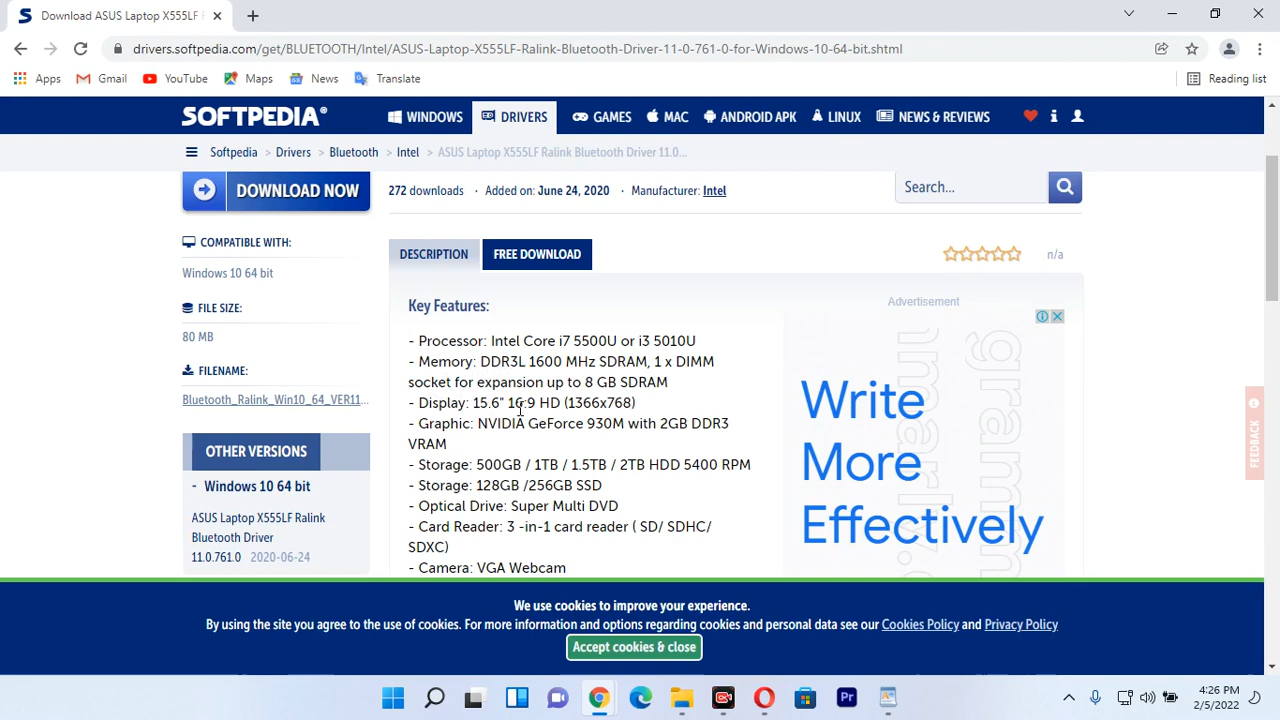 Download ASUS Laptop X555LF R
drivers.softpedia.com/get/BLUETOOTH/Intel/ASUS-Laptop-X555LF-Ralink-Bluetooth-Driver-11-0-761-0-for-Windows-10-64-bit.shtml
Apps Gmail YouTube Maps News Translate Reading list
SOFTPEDIA® WINDOWS DRIVERS GAMES MAC ANDROID APK LINUX NEWS & REVIEWS
Softpedia > Drivers > Bluetooth > Intel > ASUS Laptop X555LF Ralink Bluetooth Driver 11.0...
DOWNLOAD NOW 272 downloads · Added on: June 24, 2020 · Manufacturer: Intel Search...
COMPATIBLE WITH:
Windows 10 64 bit
FILE SIZE:
80 MB
FILENAME:
Bluetooth_Ralink_Win10_64_VER11...
OTHER VERSIONS
- Windows 10 64 bit
ASUS Laptop X555LF Ralink
Bluetooth Driver
11.0.761.0 2020-06-24
DESCRIPTION FREE DOWNLOAD n/a
Key Features:
- Processor: Intel Core i7 5500U or i3 5010U
- Memory: DDR3L 1600 MHz SDRAM, 1 x DIMM
socket for expansion up to 8 GB SDRAM
- Display: 15.6" 16:9 HD (1366x768)
- Graphic: NVIDIA GeForce 930M with 2GB DDR3
VRAM
- Storage: 500GB / 1TB / 1.5TB / 2TB HDD 5400 RPM
- Storage: 128GB /256GB SSD
- Optical Drive: Super Multi DVD
- Card Reader: 3 -in-1 card reader ( SD/ SDHC/
SDXC)
- Camera: VGA Webcam
Advertisement
Write
More
Effectively
FEEDBACK
We use cookies to improve your experience.
By using the site you agree to the use of cookies. For more information and options regarding cookies and personal data see our Cookies Policy and Privacy Policy
Accept cookies & close
Pr
4:26 PM
2/5/2022